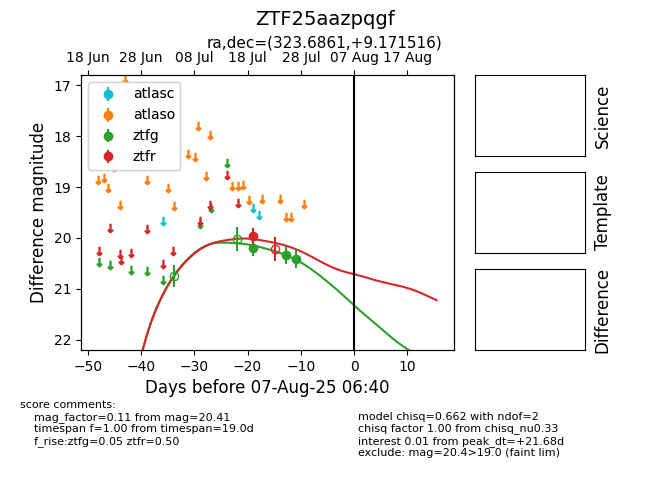 ZTF25aazpqgf
ra,dec=(323.6861,+9.171516)
18 Jun 28 Jun 08 Jul 18 Jul 28 Jul 07 Aug 17 Aug
17
18
19
20
21
22
Difference magnitude
atlasc
atlaso
ztfg
ztfr
−50 −40 −30 −20 −10 0 10
Days before 07-Aug-25 06:40
Science
Template
Difference
score comments:
mag_factor=0.11 from mag=20.41
timespan f=1.00 from timespan=19.0d
f_rise:ztfg=0.05 ztfr=0.50
model chisq=0.662 with ndof=2
chisq factor 1.00 from chisq_nu0.33
interest 0.01 from peak_dt=+21.68d
exclude: mag=20.4>19.0 (faint lim)